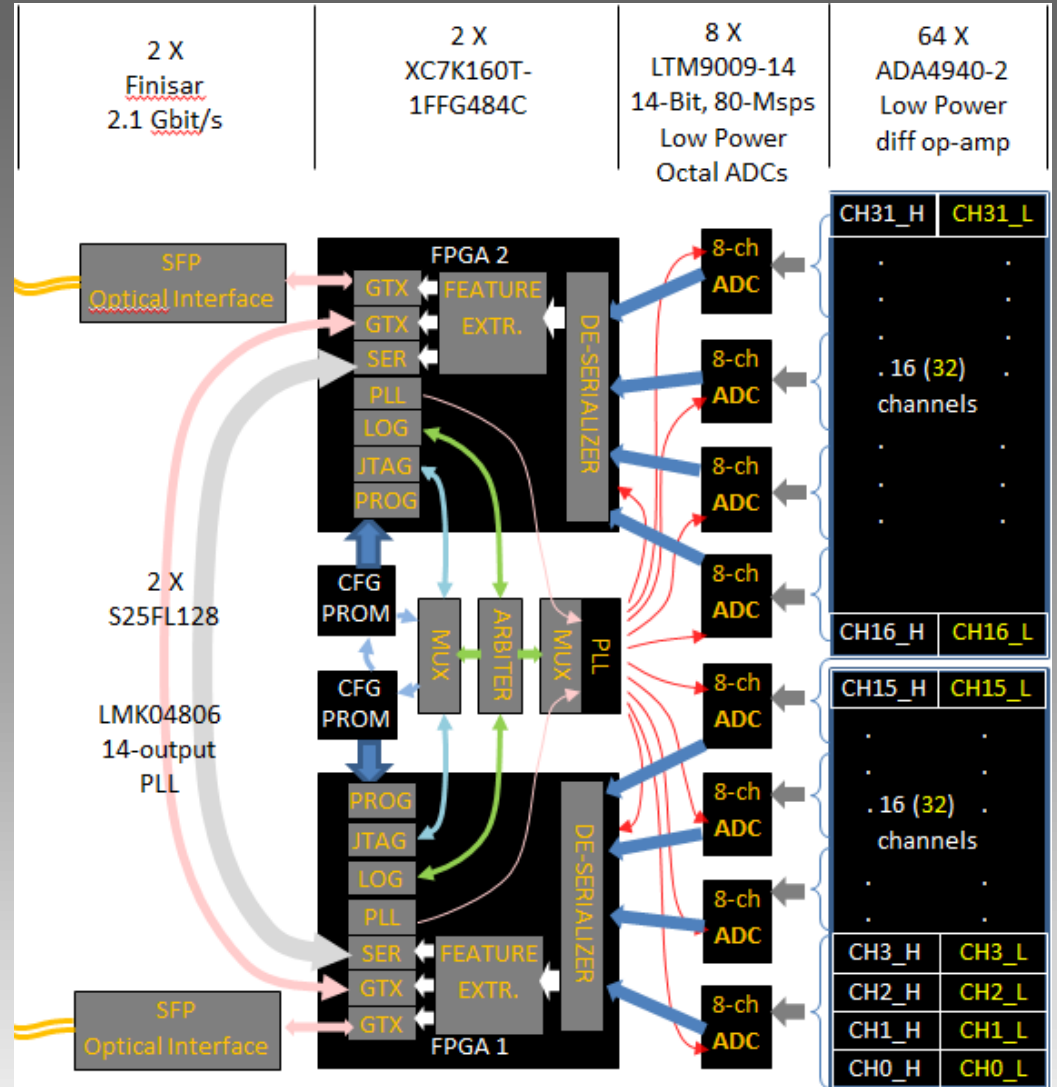 2 X
Finisar
2.1 Gbit/s
2 X
XC7K160T-
1FFG484C
8 X
LTM9009-14
14-Bit, 80-Msps
Low Power
Octal ADCs
64 X
ADA4940-2
Low Power
diff op-amp
SFP
Optical Interface
FPGA 2
GTX
GTX
SER
PLL
LOG
JTAG
PROG
FEATURE
EXTR.
DE-SERIALIZER
8-ch
ADC
8-ch
ADC
8-ch
ADC
8-ch
ADC
CH31_H CH31_L
16 (32)
channels
CH16_H CH16_L
2 X
S25FL128
LMK04806
14-output
PLL
CFG
PROM
CFG
PROM
MUX
ARBITER
MUX
PLL
PROG
JTAG
LOG
PLL
SER
GTX
GTX
FEATURE
EXTR.
DE-SERIALIZER
FPGA 1
SFP
Optical Interface
8-ch
ADC
8-ch
ADC
8-ch
ADC
8-ch
ADC
CH15_H CH15_L
16 (32)
channels
CH3_H CH3_L
CH2_H CH2_L
CH1_H CH1_L
CH0_H CH0_L